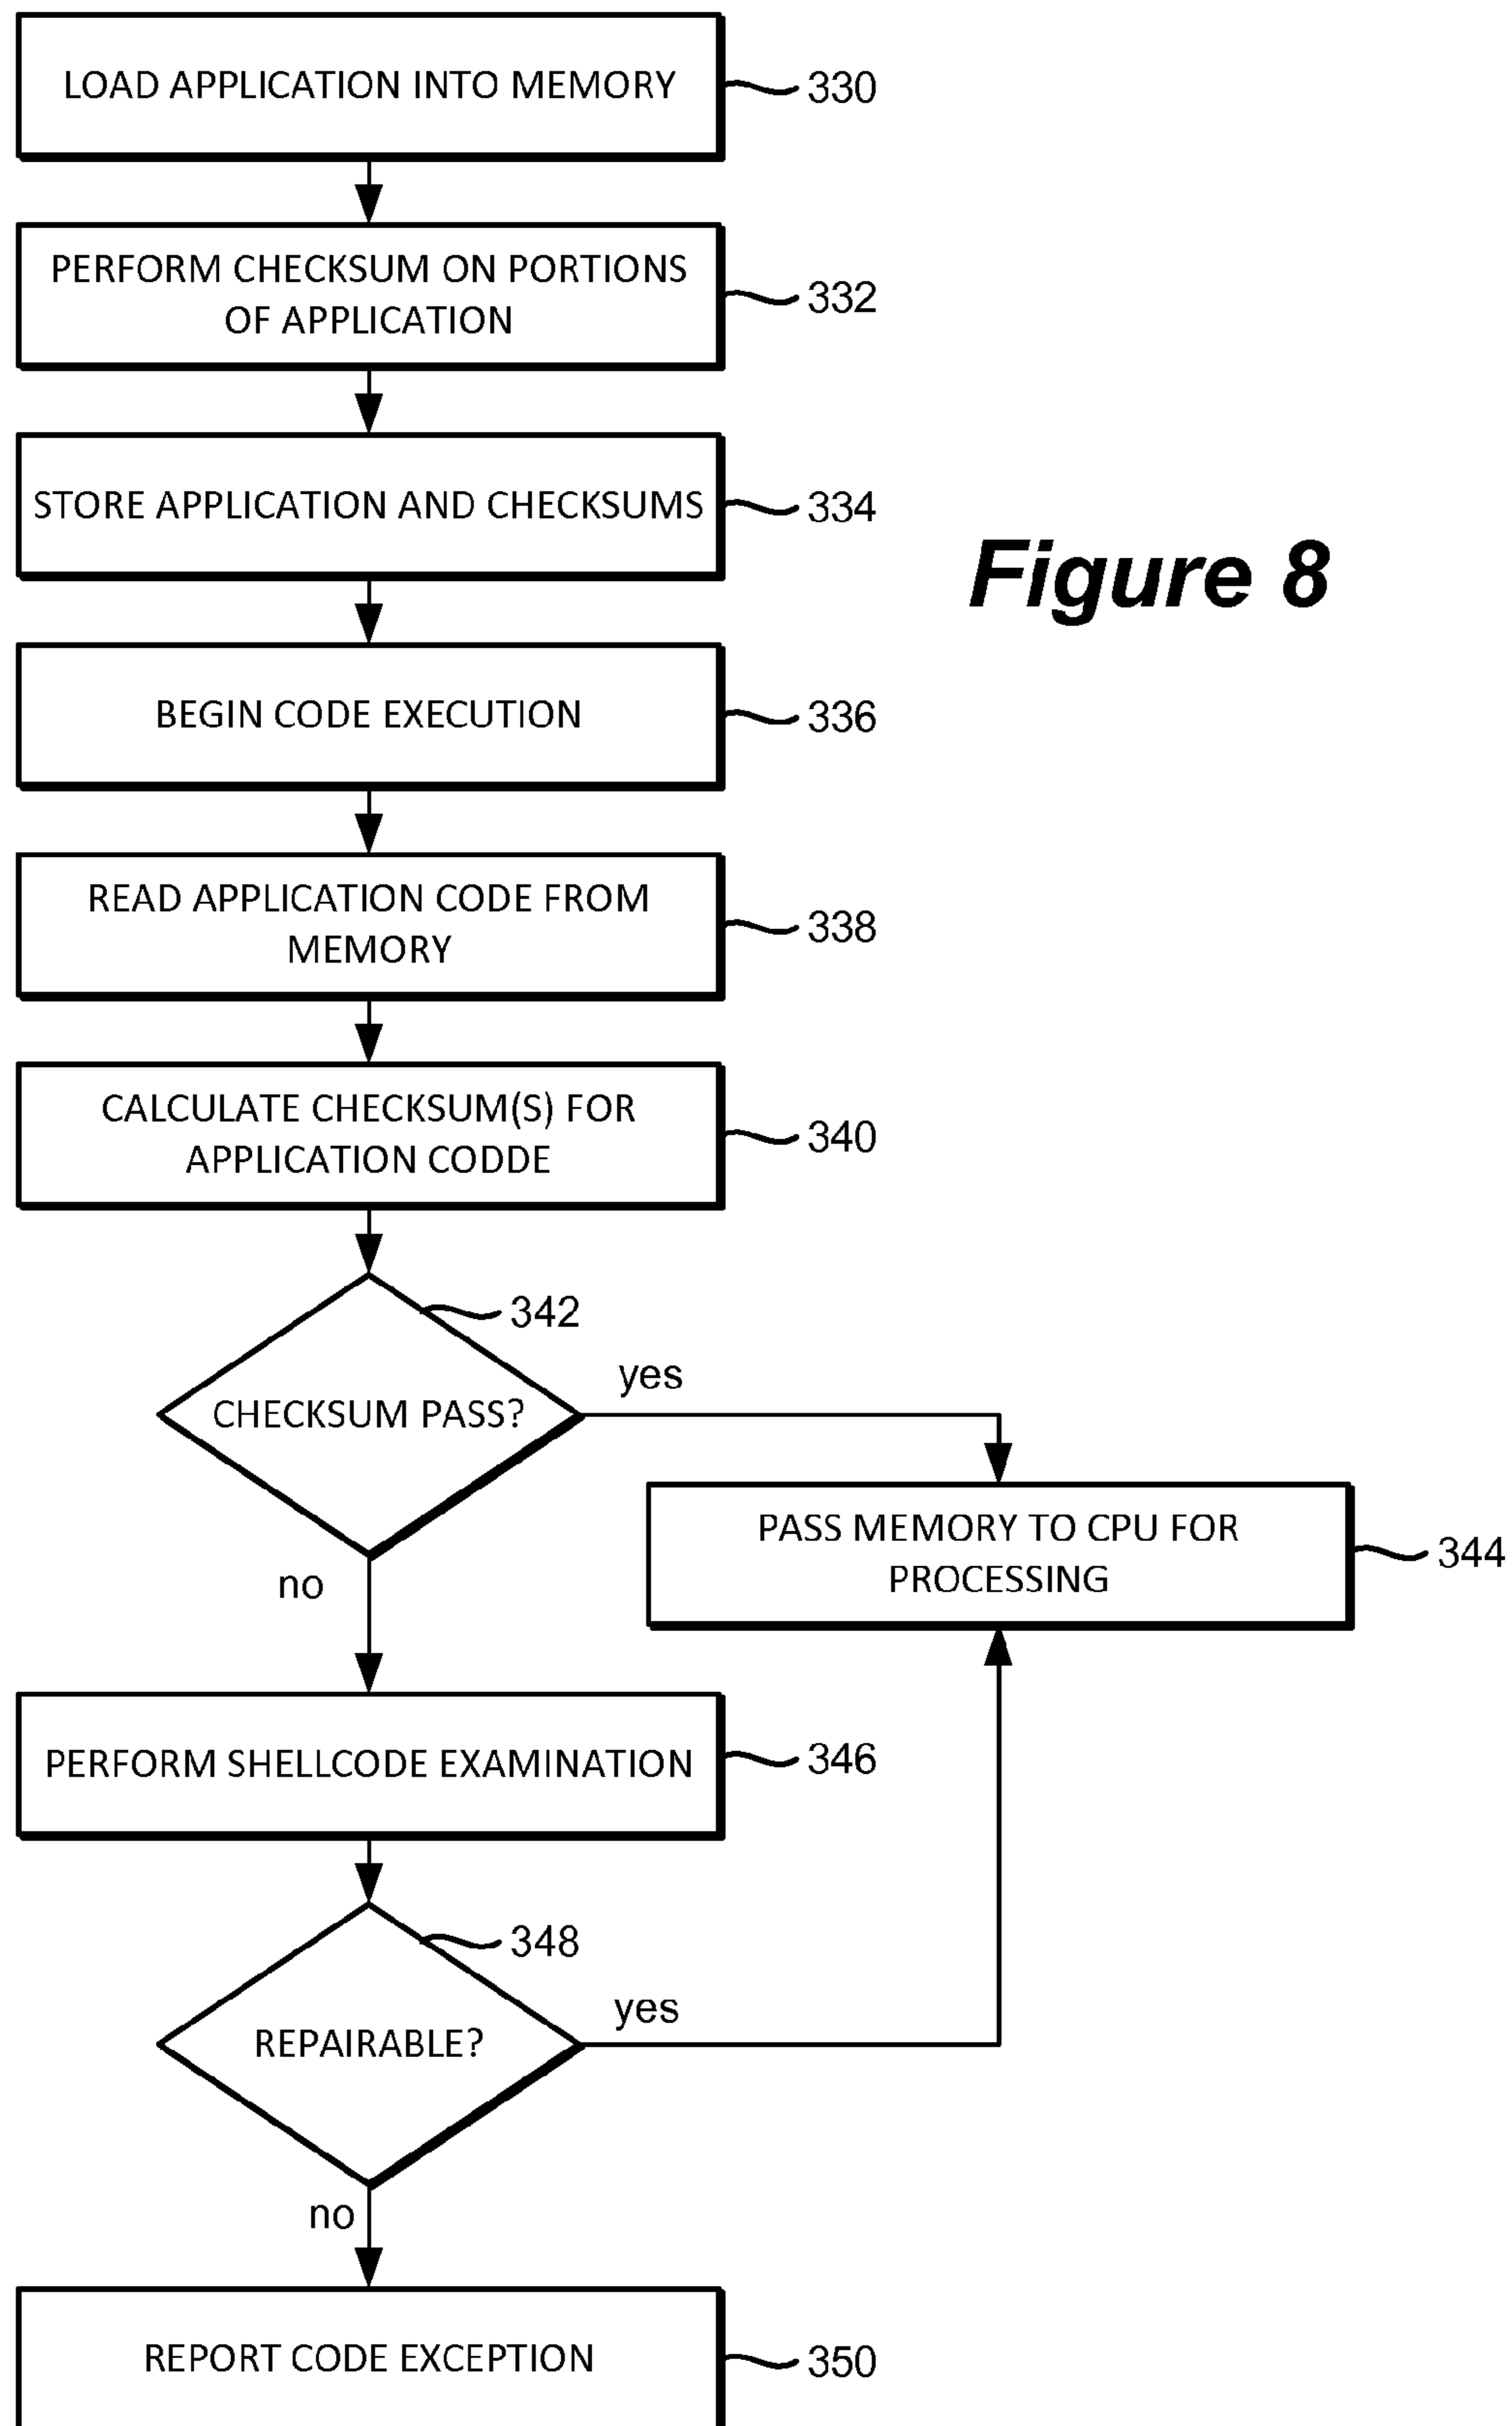 LOAD APPLICATION INTO MEMORY
330
PERFORM CHECKSUM ON PORTIONS
OF APPLICATION
332
STORE APPLICATION AND CHECKSUMS
334
Figure 8
BEGIN CODE EXECUTION
336
READ APPLICATION CODE FROM
MEMORY
338
CALCULATE CHECKSUM(S) FOR
APPLICATION CODDE
340
342
CHECKSUM PASS?
yes
no
PASS MEMORY TO CPU FOR
PROCESSING
344
PERFORM SHELLCODE EXAMINATION
346
348
REPAIRABLE?
yes
no
REPORT CODE EXCEPTION
350